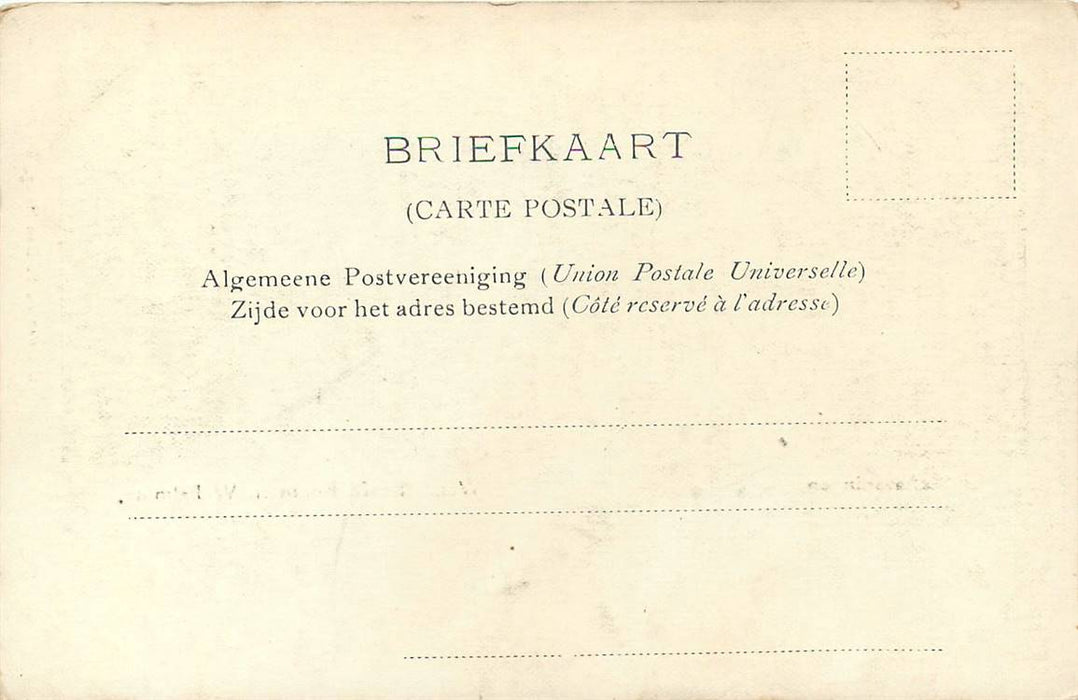 BRIEFKAART
(CARTE POSTALE)
Algemeene Postvereeniging (Union Postale Universelle)
Zijde voor het adres bestemd (Côté reservé à l'adresse)